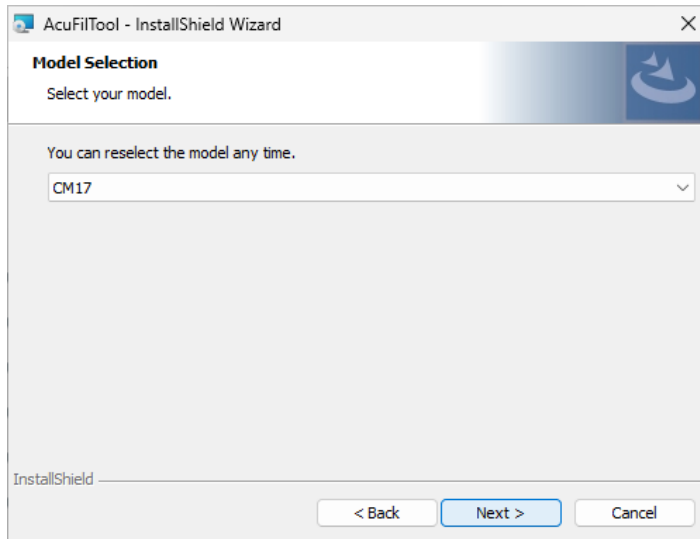 AcuFilTool - InstallShield Wizard
Model Selection
Select your model.
You can reselect the model any time.
CM17
InstallShield
< Back
Next >
Cancel